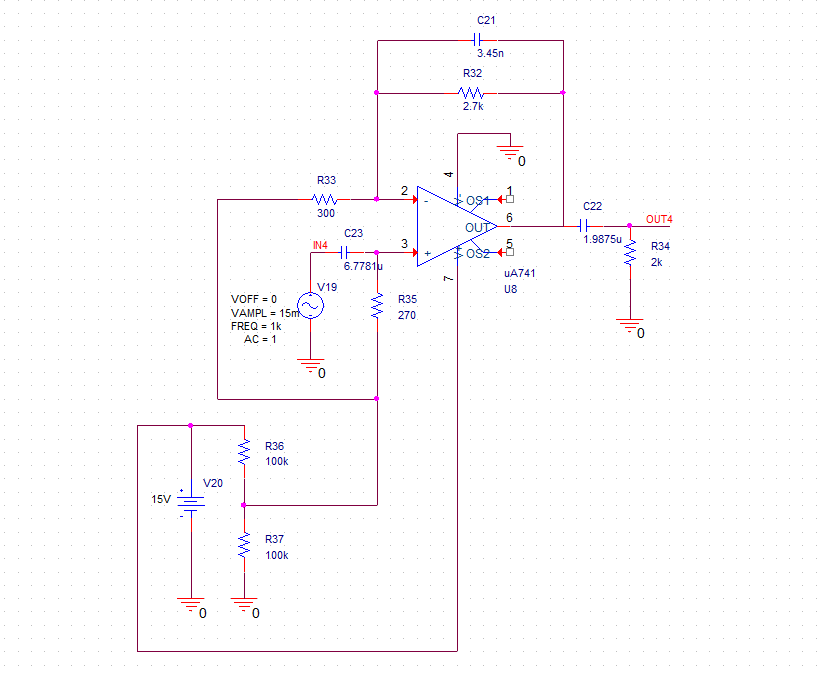 C21
3.45n
R32
2.7k
0
4
R33
300
2
-
OS1
1
OUT
6
C22
1.9875u
OUT4
C23
6.7781u
IN4
3
+
OS2
5
uA741
U8
7
R34
2k
0
V19
VOFF = 0
VAMPL = 15m
FREQ = 1k
AC = 1
R35
270
0
R36
100k
V20
15V
R37
100k
0
0